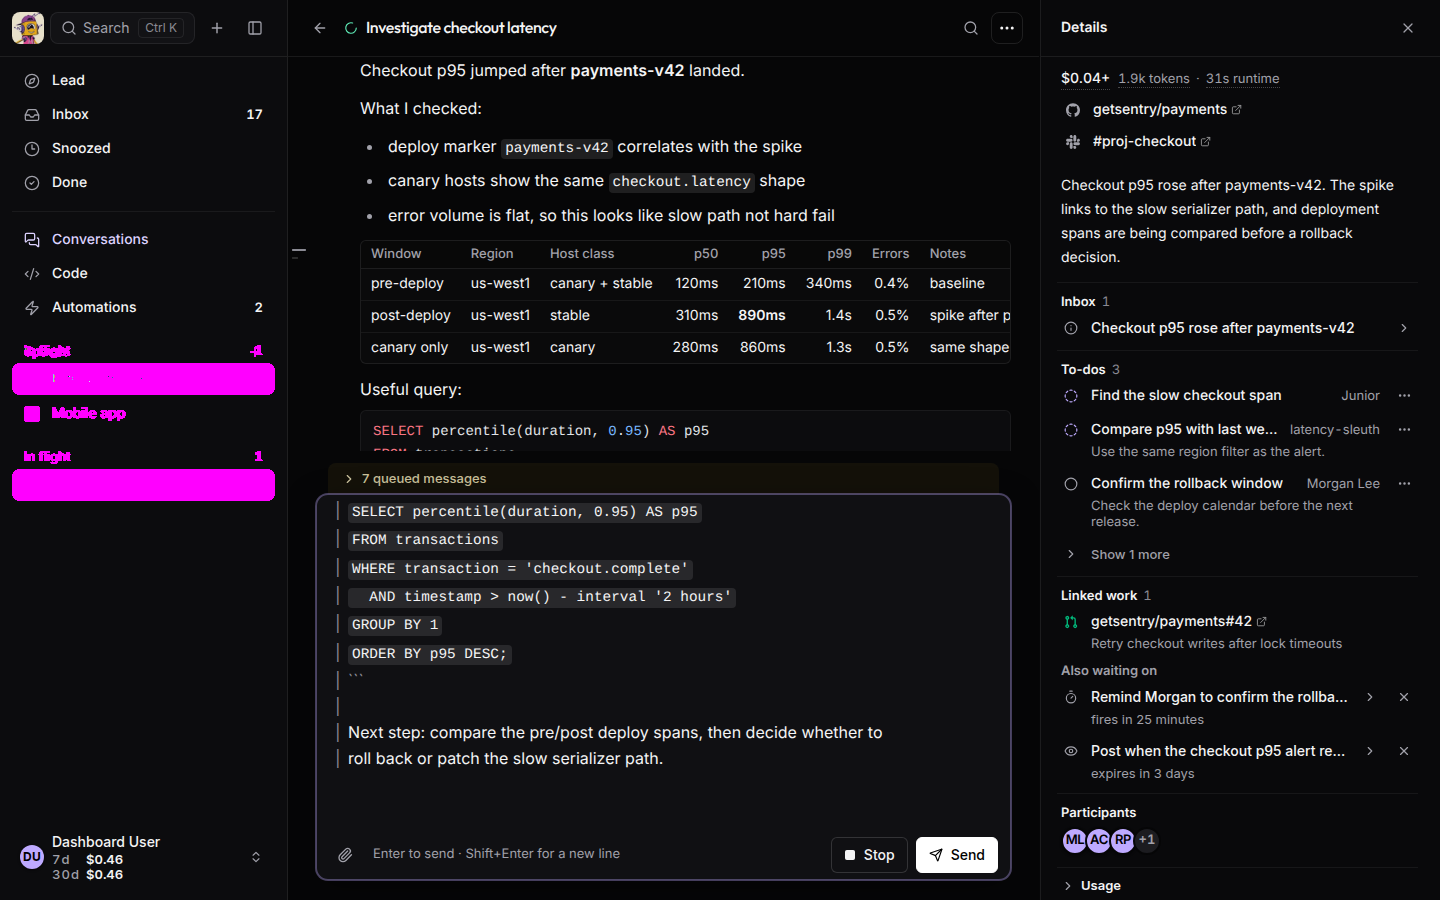 Search Ctrl K
Lead
Inbox 17
Snoozed
Done
Conversations
Code
Automations 2
Mobile app
In flight 1
Dashboard User
7d $0.46
30d $0.46
Investigate checkout latency
Checkout p95 jumped after payments-v42 landed.
What I checked:
deploy marker payments-v42 correlates with the spike
canary hosts show the same checkout.latency shape
error volume is flat, so this looks like slow path not hard fail
Window Region Host class p50 p95 p99 Errors Notes
pre-deploy us-west1 canary + stable 120ms 210ms 340ms 0.4% baseline
post-deploy us-west1 stable 310ms 890ms 1.4s 0.5% spike after p
canary only us-west1 canary 280ms 860ms 1.3s 0.5% same shape
Useful query:
SELECT percentile(duration, 0.95) AS p95
FROM transactions
7 queued messages
SELECT percentile(duration, 0.95) AS p95
FROM transactions
WHERE transaction = 'checkout.complete'
AND timestamp > now() - interval '2 hours'
GROUP BY 1
ORDER BY p95 DESC;
```
Next step: compare the pre/post deploy spans, then decide whether to
roll back or patch the slow serializer path.
Enter to send · Shift+Enter for a new line
Stop
Send
Details
$0.04+ 1.9k tokens · 31s runtime
getsentry/payments
#proj-checkout
Checkout p95 rose after payments-v42. The spike
links to the slow serializer path, and deployment
spans are being compared before a rollback
decision.
Inbox 1
Checkout p95 rose after payments-v42
To-dos 3
Find the slow checkout span Junior
Compare p95 with last we... latency-sleuth
Use the same region filter as the alert.
Confirm the rollback window Morgan Lee
Check the deploy calendar before the next
release.
Show 1 more
Linked work 1
getsentry/payments#42
Retry checkout writes after lock timeouts
Also waiting on
Remind Morgan to confirm the rollba...
fires in 25 minutes
Post when the checkout p95 alert re...
expires in 3 days
Participants
ML AC RP +1
Usage